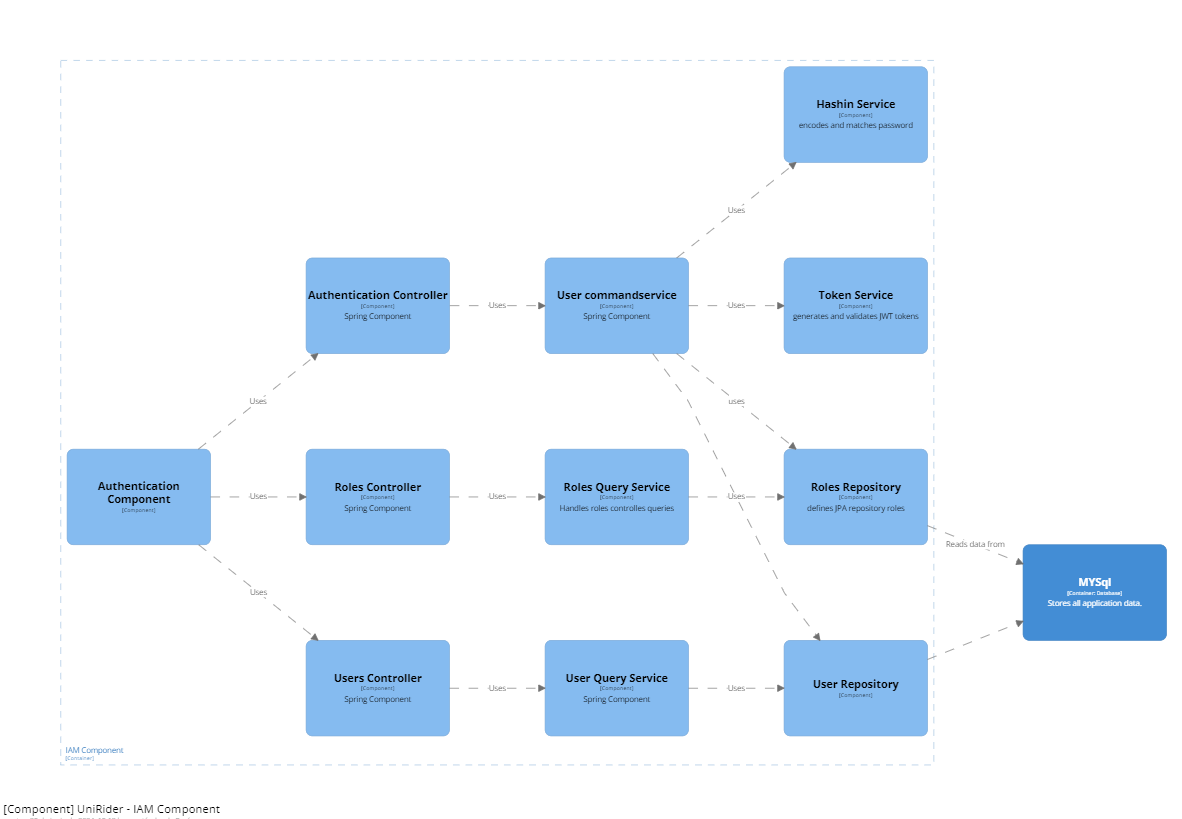 Hashin Service
[Component]
encodes and matches password
Uses
Authentication Controller
[Component]
Spring Component
Uses
User commandservice
[Component]
Spring Component
Uses
Token Service
[Component]
generates and validates JWT tokens
Uses
uses
Authentication
Component
[Component]
Uses
Roles Controller
[Component]
Spring Component
Uses
Roles Query Service
[Component]
Handles roles controlles queries
Uses
Roles Repository
[Component]
defines JPA repository roles
Reads data from
MYSql
[Container: Database]
Stores all application data.
Uses
Users Controller
[Component]
Spring Component
Uses
User Query Service
[Component]
Spring Component
Uses
User Repository
[Component]
IAM Component
[Container]
[Component] UniRider - IAM Component